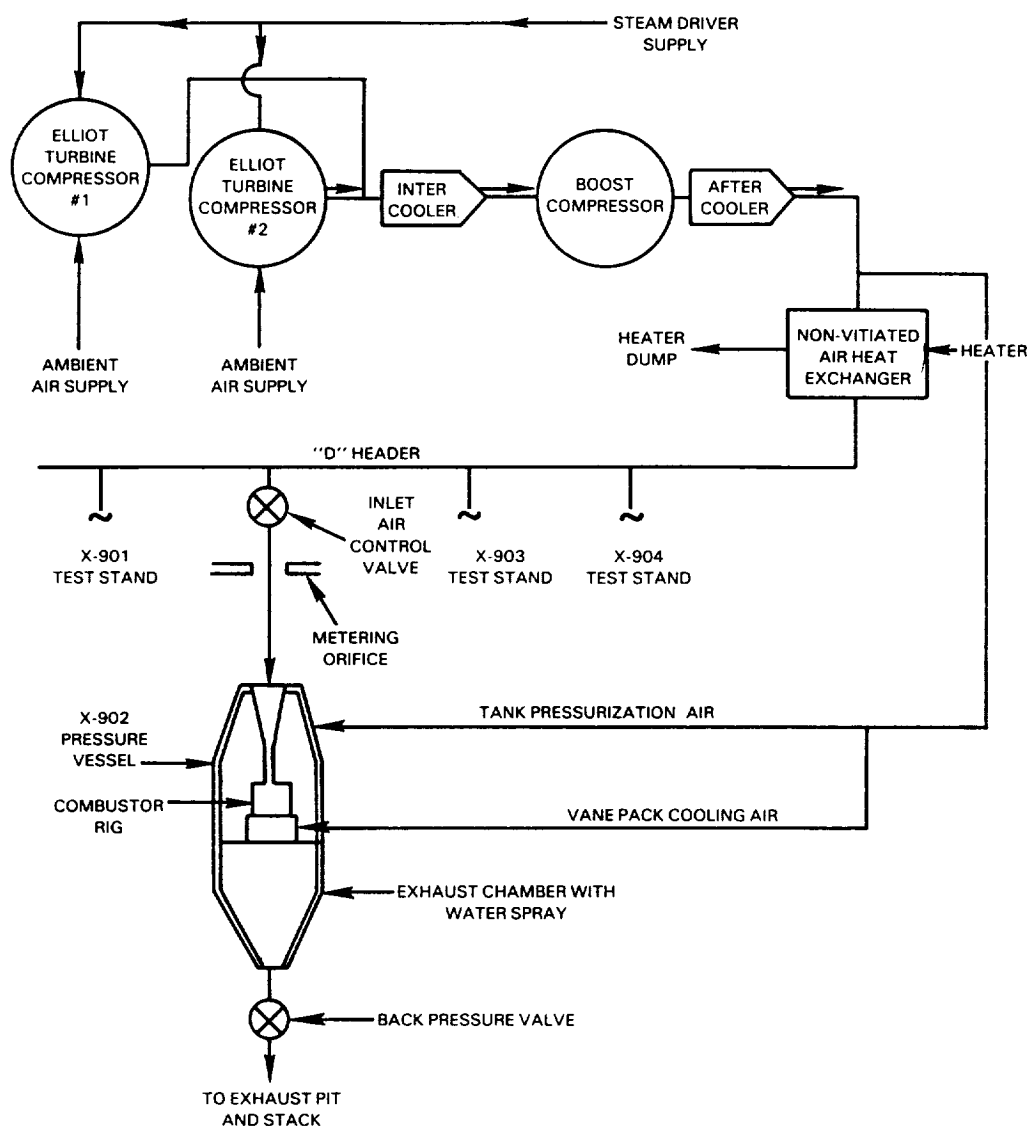 STEAM DRIVER
SUPPLY
ELLIOT
TURBINE
COMPRESSOR
#1
ELLIOT
TURBINE
COMPRESSOR
#2
INTER
COOLER
BOOST
COMPRESSOR
AFTER
COOLER
AMBIENT
AIR SUPPLY
AMBIENT
AIR SUPPLY
HEATER
DUMP
NON-VITIATED
AIR HEAT
EXCHANGER
HEATER
"D" HEADER
INLET
AIR
CONTROL
VALVE
X-901
TEST STAND
X-903
TEST STAND
X-904
TEST STAND
METERING
ORIFICE
X-902
PRESSURE
VESSEL
TANK PRESSURIZATION AIR
COMBUSTOR
RIG
VANE PACK COOLING AIR
EXHAUST CHAMBER WITH
WATER SPRAY
BACK PRESSURE VALVE
TO EXHAUST PIT
AND STACK